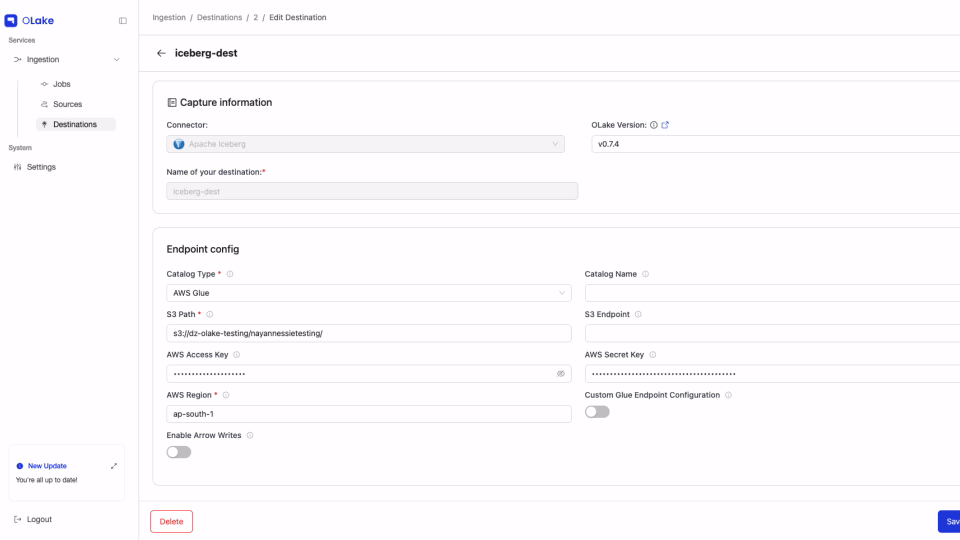 OLake
Services
Ingestion
Jobs
Sources
Destinations
System
Settings
New Update
You're all up to date!
Logout
Ingestion / Destinations / 2 / Edit Destination
iceberg-dest
Capture information
Connector:
OLake Version:
Apache Iceberg
v0.7.4
Name of your destination:*
iceberg-dest
Endpoint config
Catalog Type *
Catalog Name
AWS Glue
S3 Path *
S3 Endpoint
s3://dz-olake-testing/nayannessietesting/
AWS Access Key
AWS Secret Key
AWS Region *
Custom Glue Endpoint Configuration
ap-south-1
Enable Arrow Writes
Delete